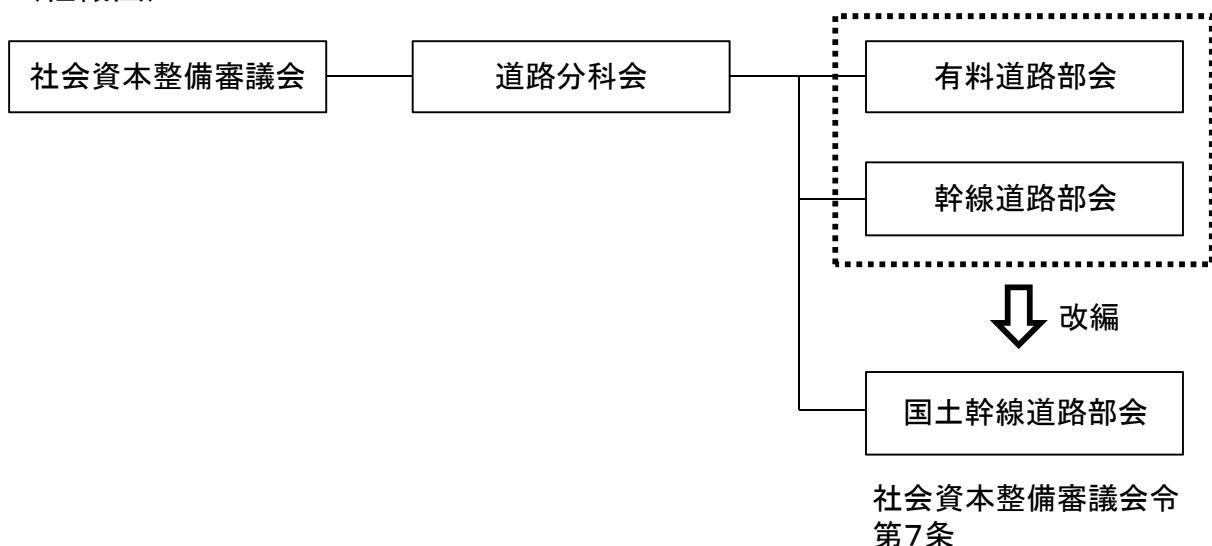 社会資本整備審議会
道路分科会
有料道路部会
幹線道路部会
改編
国土幹線道路部会
社会資本整備審議会令
第7条